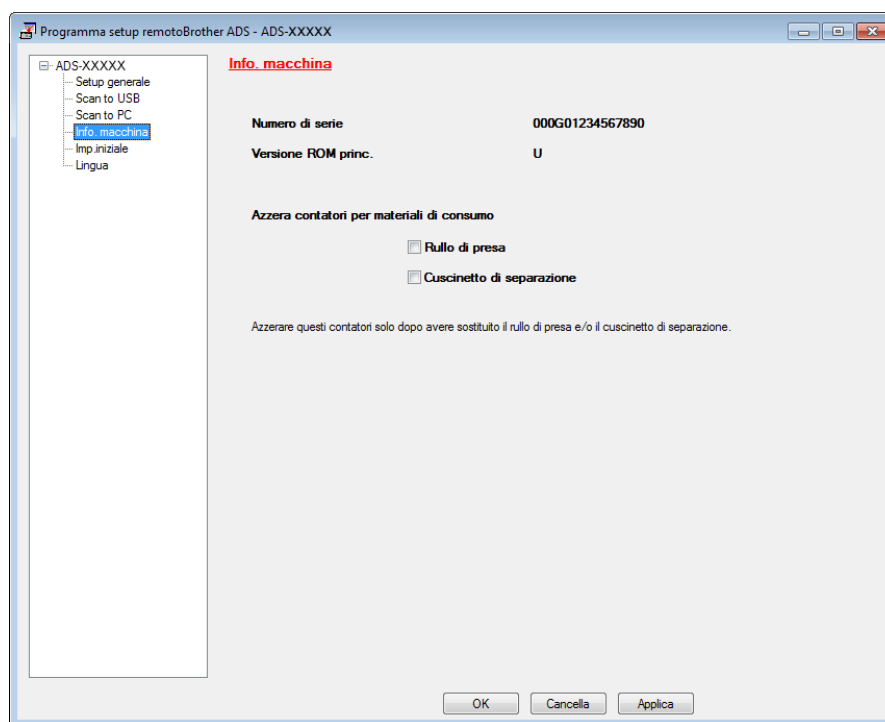 Programma setup remotoBrother ADS - ADS-XXXXX
ADS-XXXXX
Setup generale
Scan to USB
Scan to PC
Info. macchina
Imp.iniziale
Lingua
Info. macchina
Numero di serie 000G01234567890
Versione ROM princ. U
Azzera contatori per materiali di consumo
Rullo di presa
Cuscinetto di separazione
Azzerare questi contatori solo dopo avere sostituito il rullo di presa e/o il cuscinetto di separazione.
OK Cancella Applica